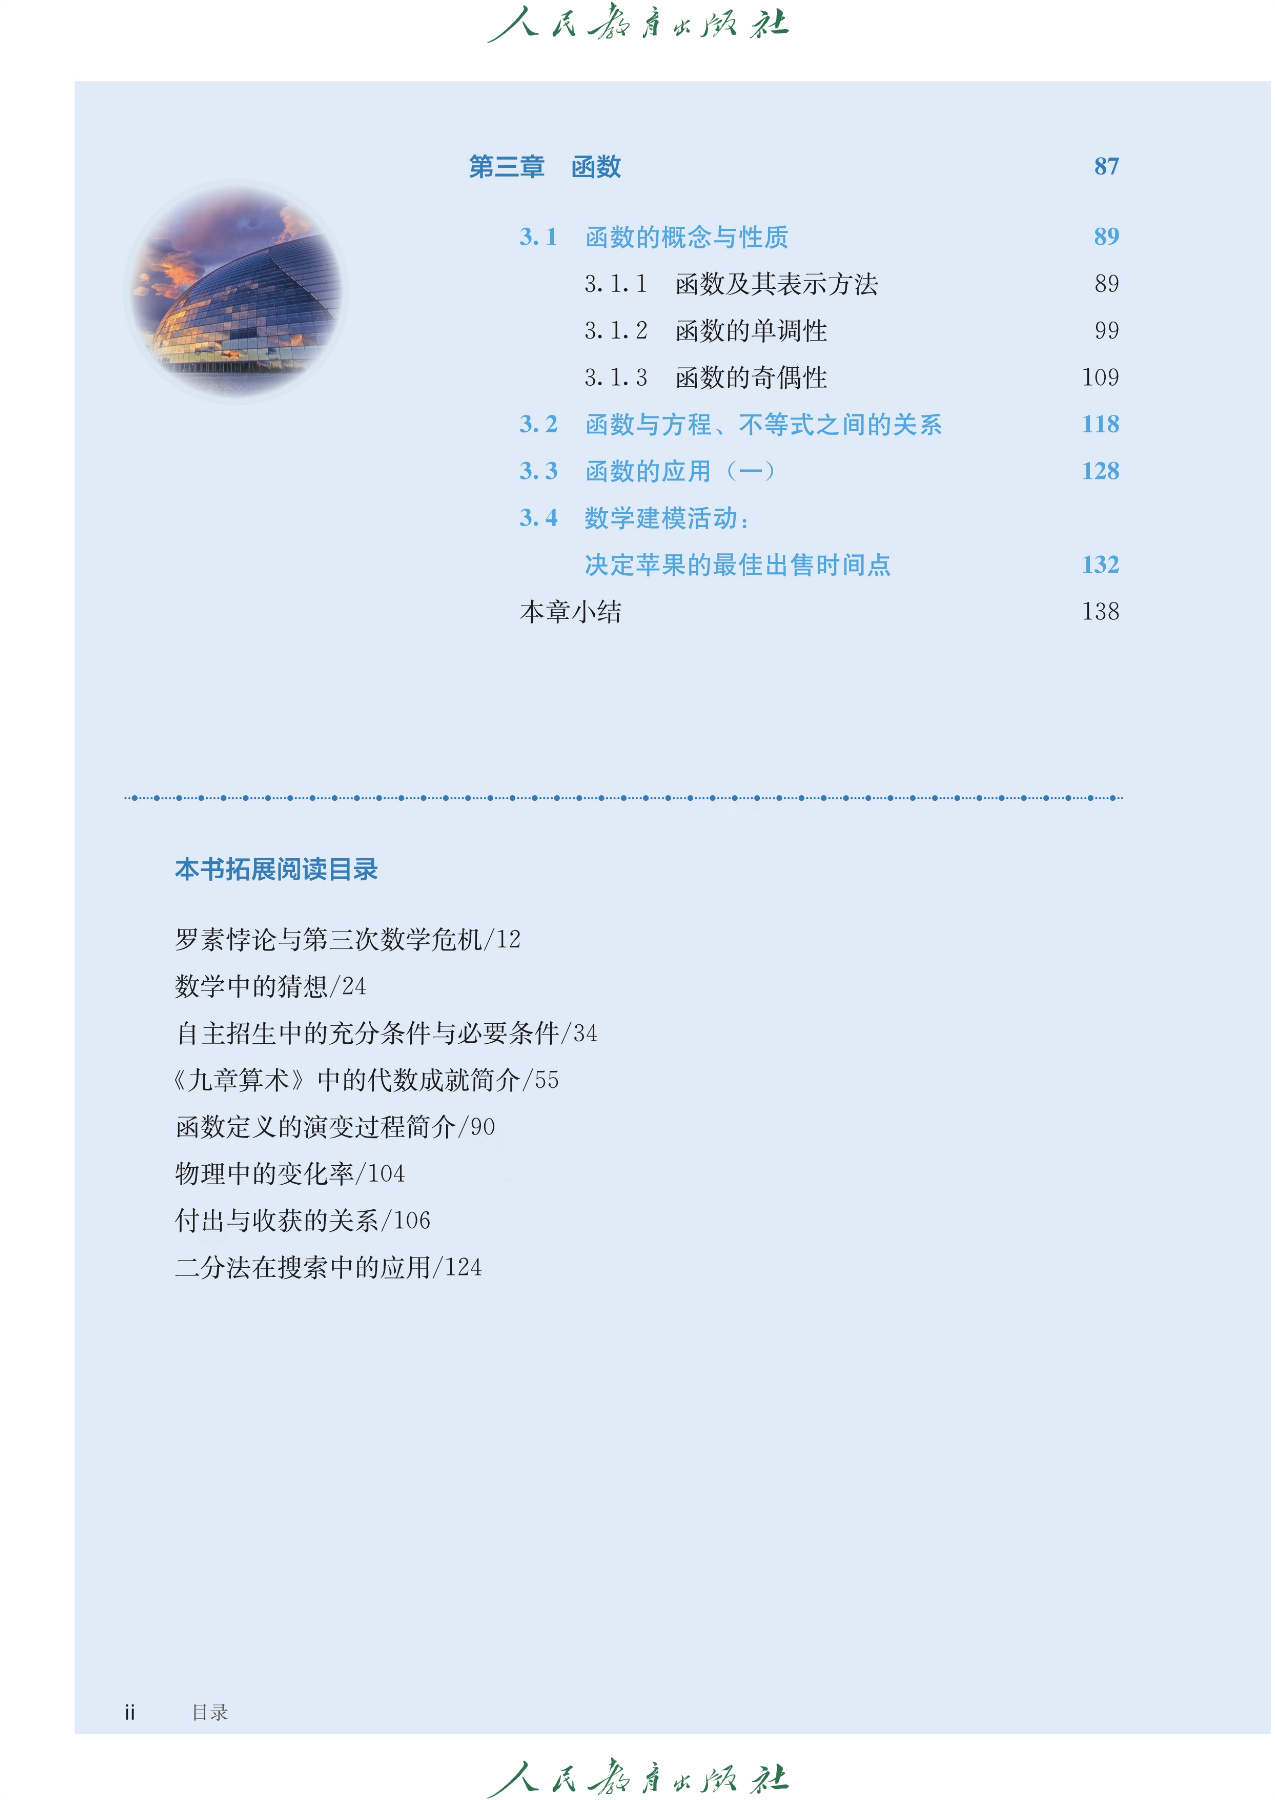 人民教育出版社
第三章 函数 87
3.1 函数的概念与性质 89
3.1.1 函数及其表示方法 89
3.1.2 函数的单调性 99
3.1.3 函数的奇偶性 109
3.2 函数与方程、不等式之间的关系 118
3.3 函数的应用（一） 128
3.4 数学建模活动：
决定苹果的最佳出售时间点 132
本章小结 138
本书拓展阅读目录
罗素悖论与第三次数学危机/12
数学中的猜想/24
自主招生中的充分条件与必要条件/34
《九章算术》中的代数成就简介/55
函数定义的演变过程简介/90
物理中的变化率/104
付出与收获的关系/106
二分法在搜索中的应用/124
ii 目录
人民教育出版社